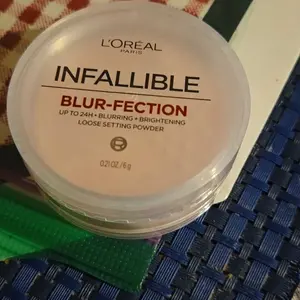 L'ORÉAL
PARIS
INFALLIBLE
BLUR-FECTION
UP TO 24H • BLURRING • BRIGHTENING
LOOSE SETTING POWDER
0.21 OZ/6 g